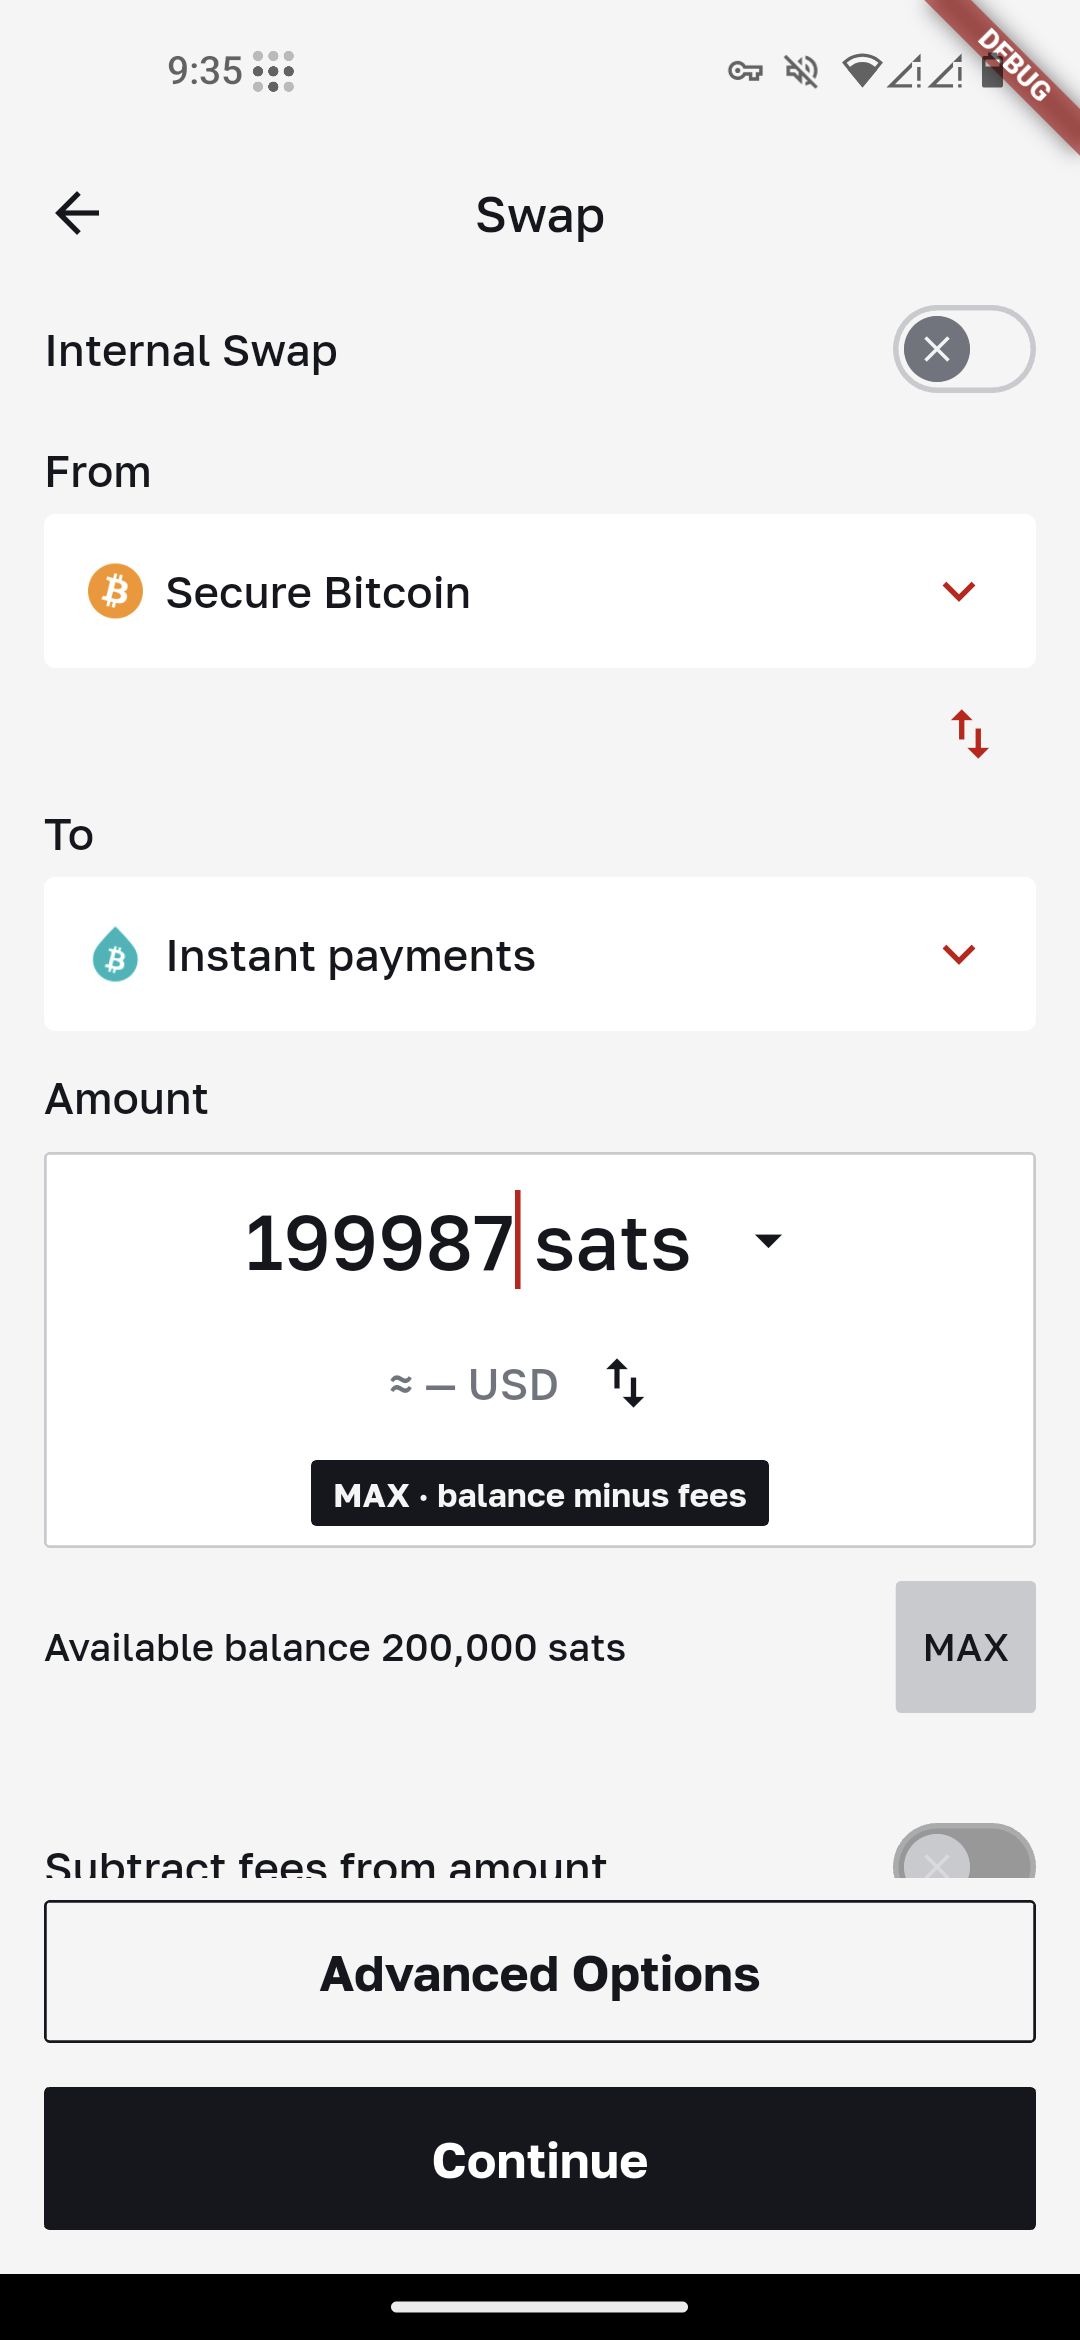 9:35
DEBUG
Swap
Internal Swap
From
Secure Bitcoin
To
Instant payments
Amount
199987 sats
≈ — USD
MAX · balance minus fees
Available balance 200,000 sats
MAX
Subtract fees from amount
Advanced Options
Continue